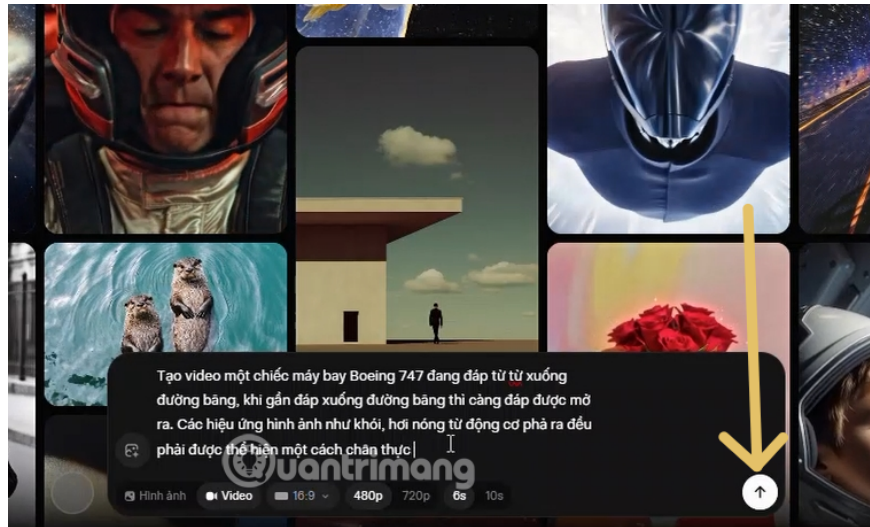 Tạo video một chiếc máy bay Boeing 747 đang đáp từ từ xuống
đường băng, khi gần đáp xuống đường băng thì càng đáp được mở
ra. Các hiệu ứng hình ảnh như khói, hơi nóng từ động cơ phả ra đều
phải được thể hiện một cách chân thực
Quantrimang
Hình ảnh Video 16:9 480p 720p 6s 10s